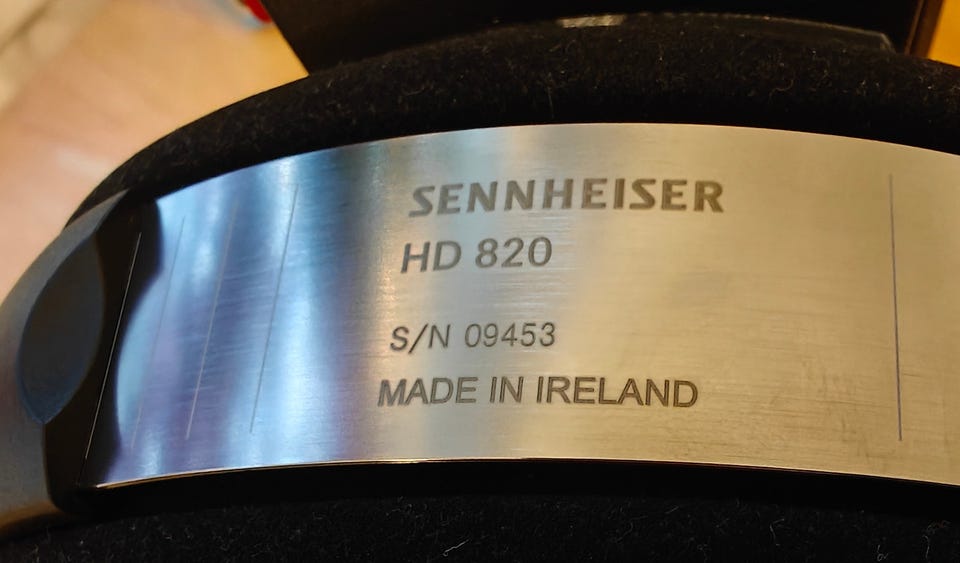 SENNHEISER
HD 820
S/N 09453
MADE IN IRELAND